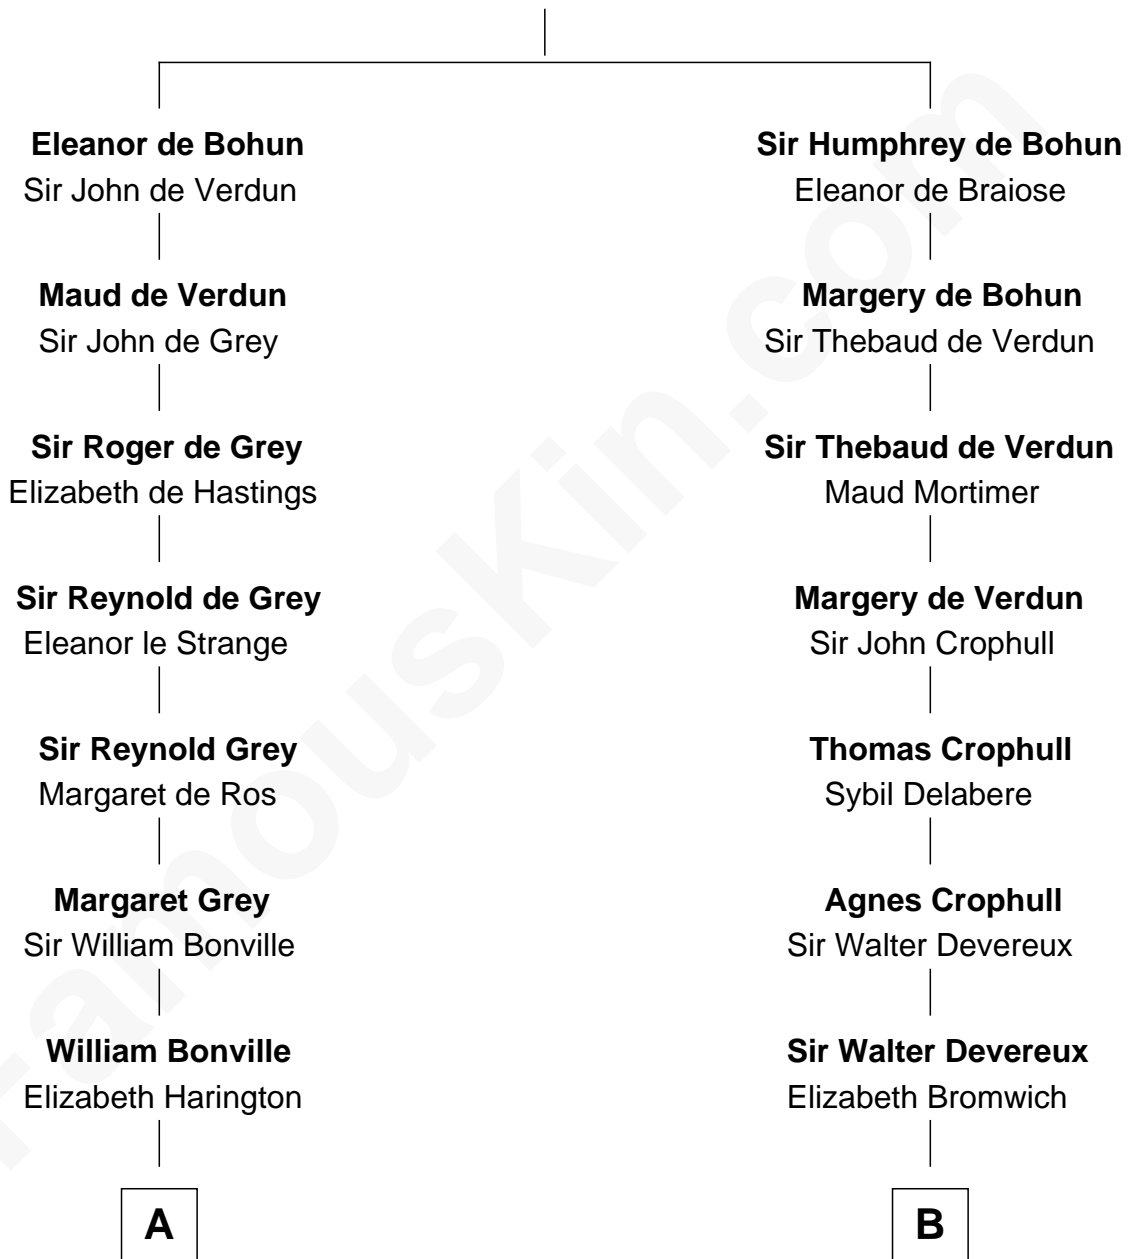 Eleanor de Bohun
Sir John de Verdun
Maud de Verdun
Sir John de Grey
Sir Roger de Grey
Elizabeth de Hastings
Sir Reynold de Grey
Eleanor le Strange
Sir Reynold Grey
Margaret de Ros
Margaret Grey
Sir William Bonville
William Bonville
Elizabeth Harington
A
Sir Humphrey de Bohun
Eleanor de Braiose
Margery de Bohun
Sir Thebaud de Verdun
Sir Thebaud de Verdun
Maud Mortimer
Margery de Verdun
Sir John Crophull
Thomas Crophull
Sybil Delabere
Agnes Crophull
Sir Walter Devereux
Sir Walter Devereux
Elizabeth Bromwich
B
FamousKin.com